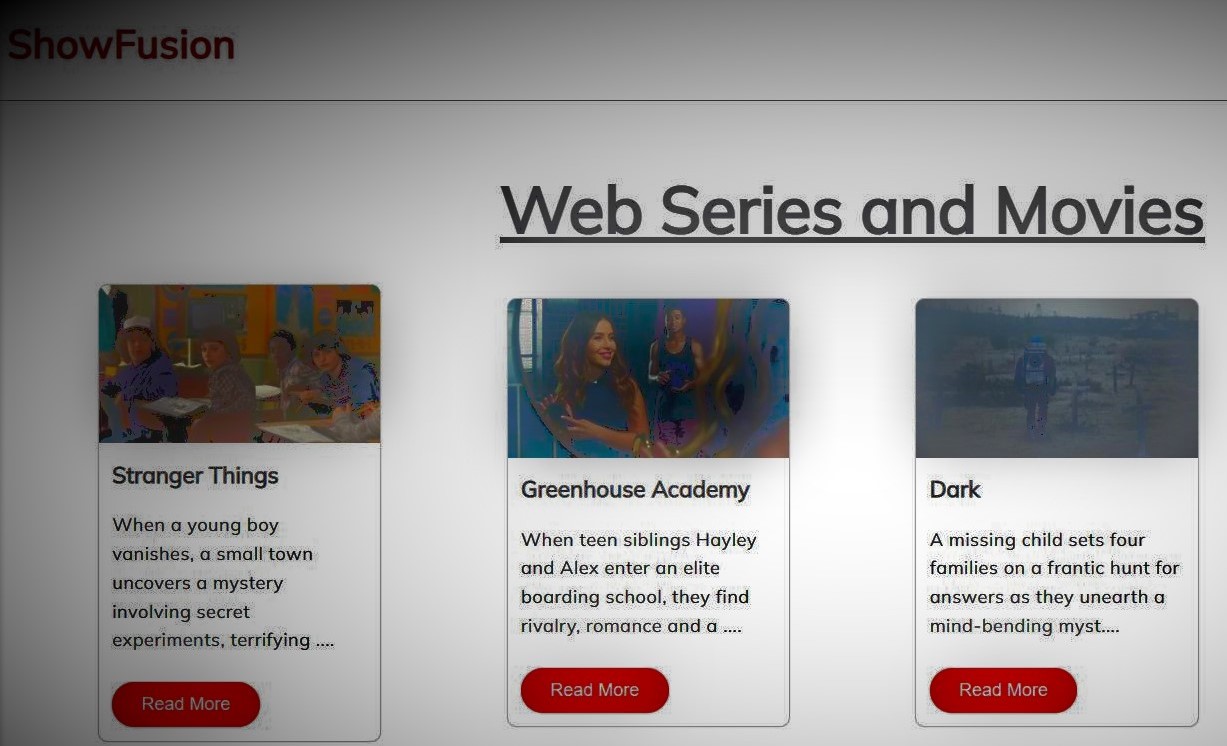 ShowFusion
Web Series and Movies
Stranger Things
When a young boy
vanishes, a small town
uncovers a mystery
involving secret
experiments, terrifying ....
Read More
Greenhouse Academy
When teen siblings Hayley
and Alex enter an elite
boarding school, they find
rivalry, romance and a ....
Read More
Dark
A missing child sets four
families on a frantic hunt for
answers as they unearth a
mind-bending myst....
Read More